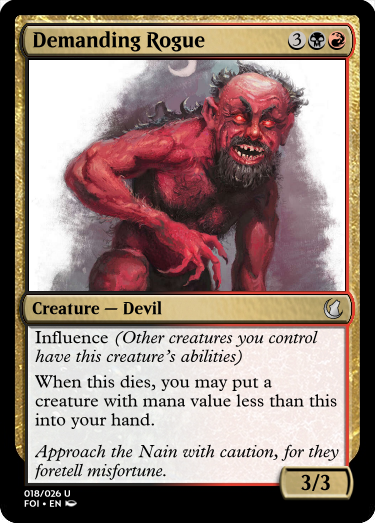 Demanding Rogue 3
Creature — Devil
Influence (Other creatures you control
have this creature's abilities)
When this dies, you may put a
creature with mana value less than this
into your hand.
Approach the Nain with caution, for they
foretell misfortune.
3/3
018/026 U
FOI • EN